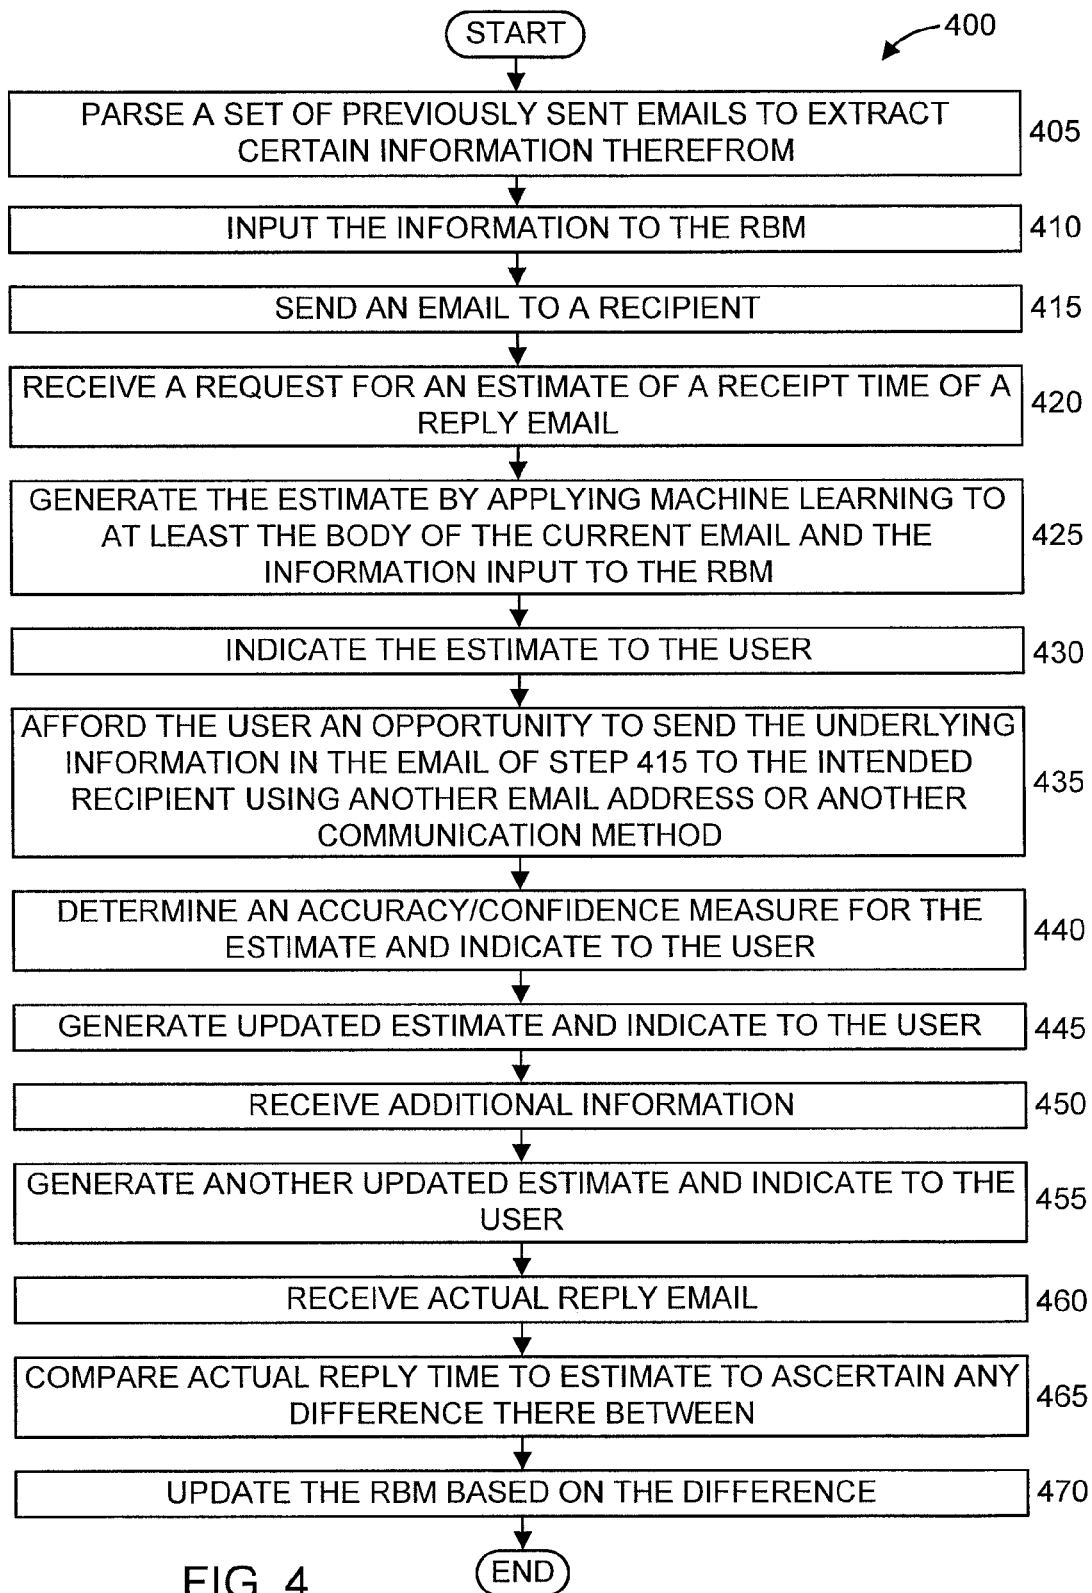 START
400
PARSE A SET OF PREVIOUSLY SENT EMAILS TO EXTRACT
CERTAIN INFORMATION THEREFROM
405
INPUT THE INFORMATION TO THE RBM
410
SEND AN EMAIL TO A RECIPIENT
415
RECEIVE A REQUEST FOR AN ESTIMATE OF A RECEIPT TIME OF A
REPLY EMAIL
420
GENERATE THE ESTIMATE BY APPLYING MACHINE LEARNING TO
AT LEAST THE BODY OF THE CURRENT EMAIL AND THE
INFORMATION INPUT TO THE RBM
425
INDICATE THE ESTIMATE TO THE USER
430
AFFORD THE USER AN OPPORTUNITY TO SEND THE UNDERLYING
INFORMATION IN THE EMAIL OF STEP 415 TO THE INTENDED
RECIPIENT USING ANOTHER EMAIL ADDRESS OR ANOTHER
COMMUNICATION METHOD
435
DETERMINE AN ACCURACY/CONFIDENCE MEASURE FOR THE
ESTIMATE AND INDICATE TO THE USER
440
GENERATE UPDATED ESTIMATE AND INDICATE TO THE USER
445
RECEIVE ADDITIONAL INFORMATION
450
GENERATE ANOTHER UPDATED ESTIMATE AND INDICATE TO THE
USER
455
RECEIVE ACTUAL REPLY EMAIL
460
COMPARE ACTUAL REPLY TIME TO ESTIMATE TO ASCERTAIN ANY
DIFFERENCE THERE BETWEEN
465
UPDATE THE RBM BASED ON THE DIFFERENCE
470
END
FIG. 4